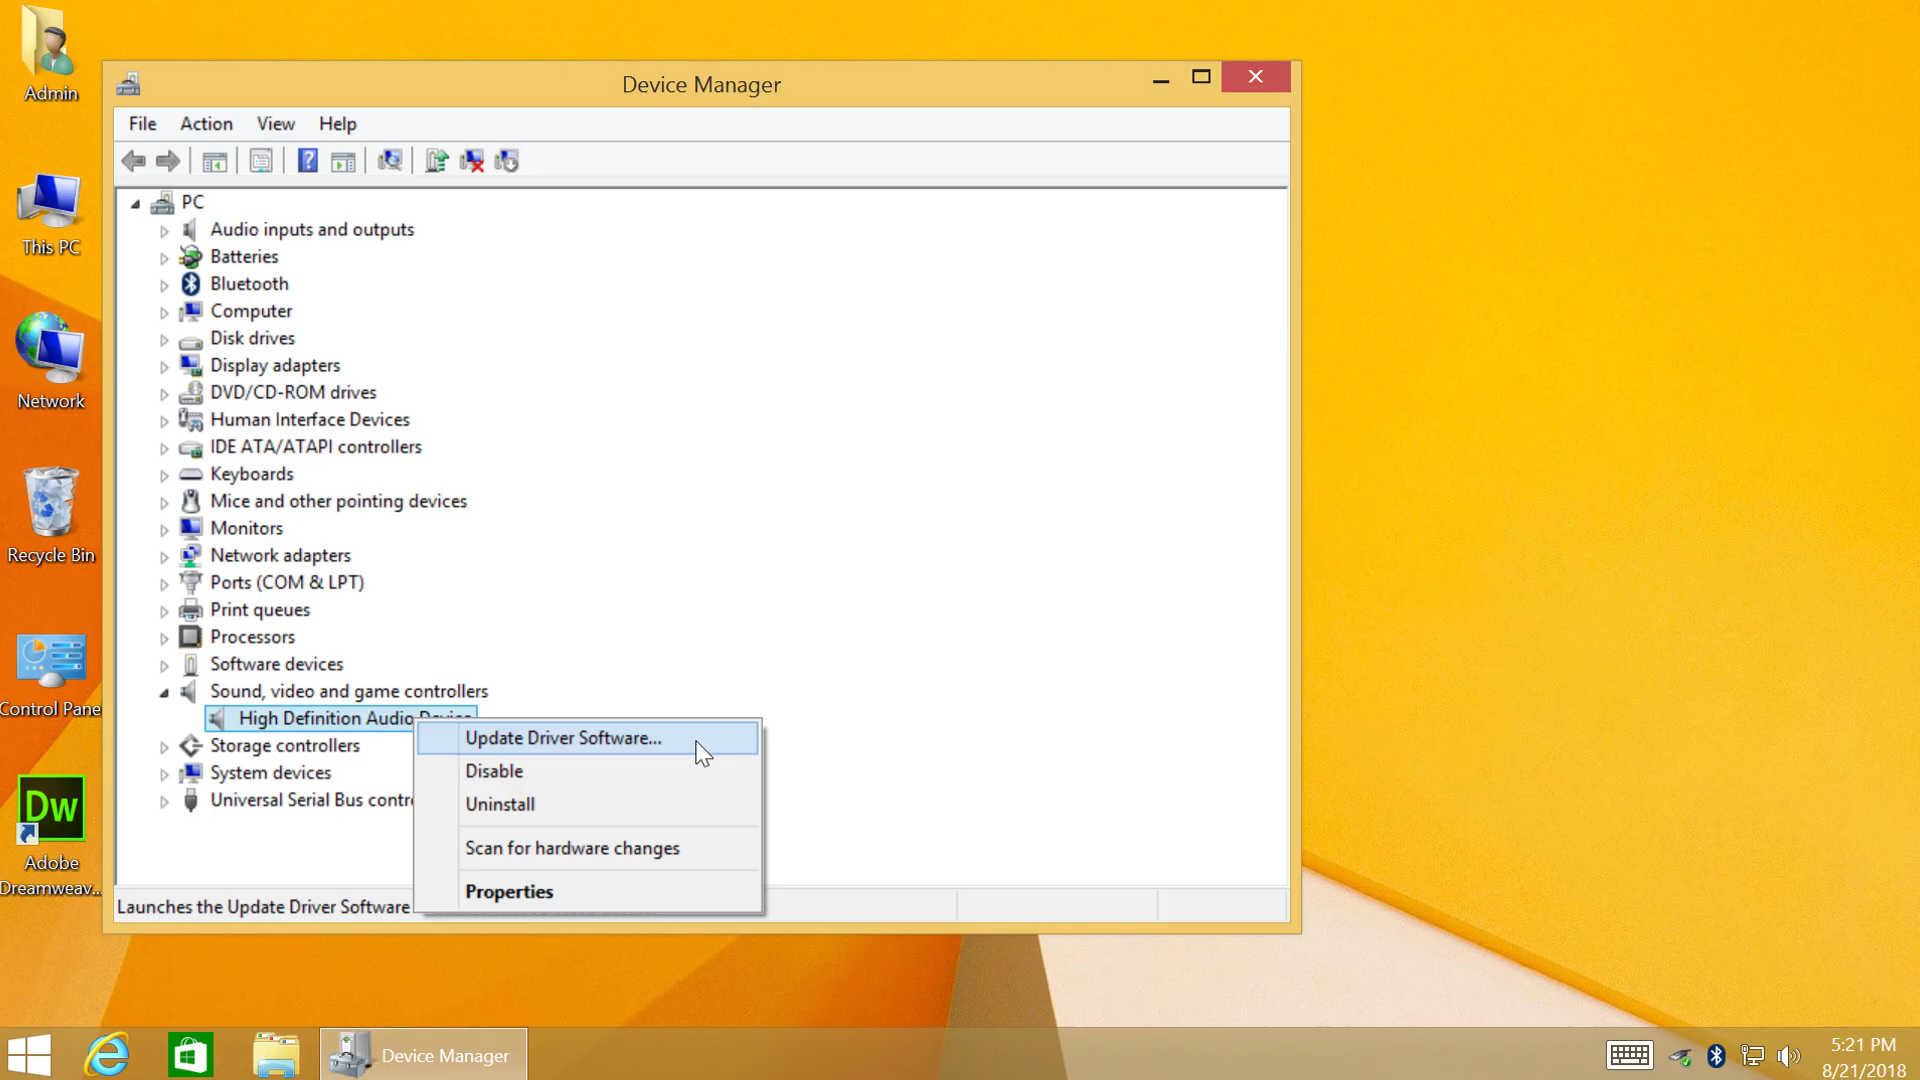 Admin
This PC
Network
Recycle Bin
Control Pane
Dw
Adobe
Dreamweav...
Device Manager
File Action View Help
PC
Audio inputs and outputs
Batteries
Bluetooth
Computer
Disk drives
Display adapters
DVD/CD-ROM drives
Human Interface Devices
IDE ATA/ATAPI controllers
Keyboards
Mice and other pointing devices
Monitors
Network adapters
Ports (COM & LPT)
Print queues
Processors
Software devices
Sound, video and game controllers
High Definition Audio Device
Storage controllers
System devices
Universal Serial Bus contr
Update Driver Software...
Disable
Uninstall
Scan for hardware changes
Properties
Launches the Update Driver Software
Device Manager
5:21 PM
8/21/2018